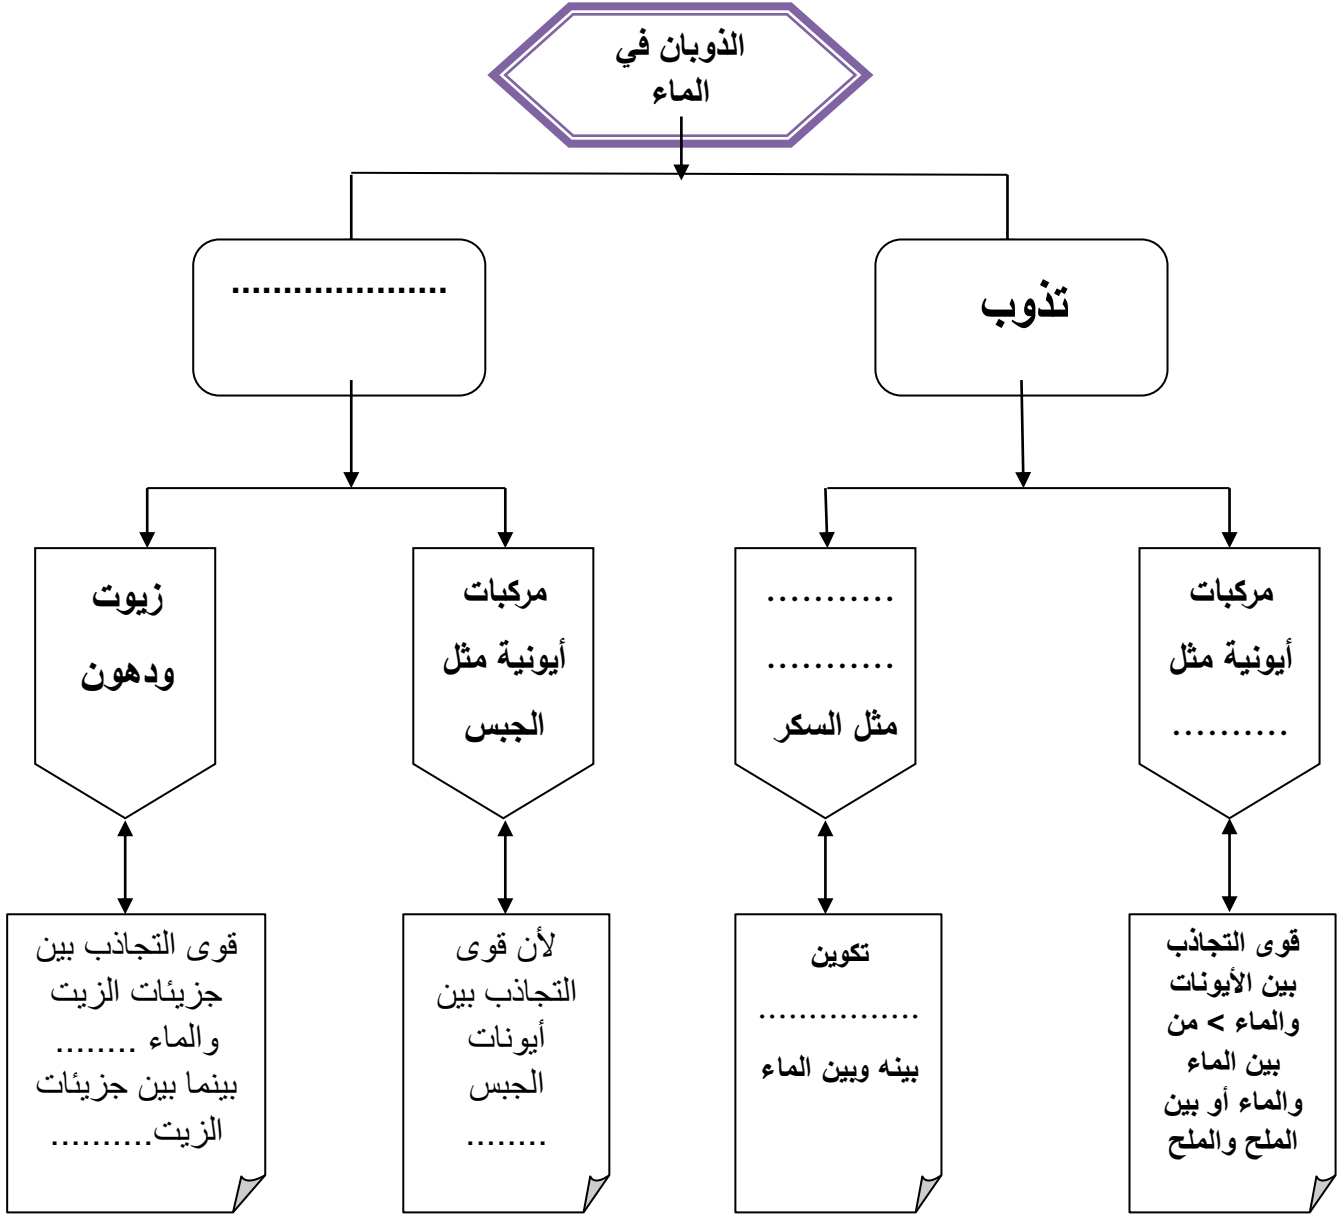 الذوبان في
الماء
تذوب
.....................
مركبات
أيونية مثل
..........
...........
...........
مثل السكر
مركبات
أيونية مثل
الجبس
زيوت
ودهون
قوى التجاذب
بين الأيونات
والماء > من
بين الماء
والماء أو بين
الملح والملح
تكوين
................
بينه وبين الماء
لأن قوى
التجاذب بين
أيونات
الجبس
........
قوى التجاذب بين
جزيئات الزيت
والماء ........
بينما بين جزيئات
الزيت..........